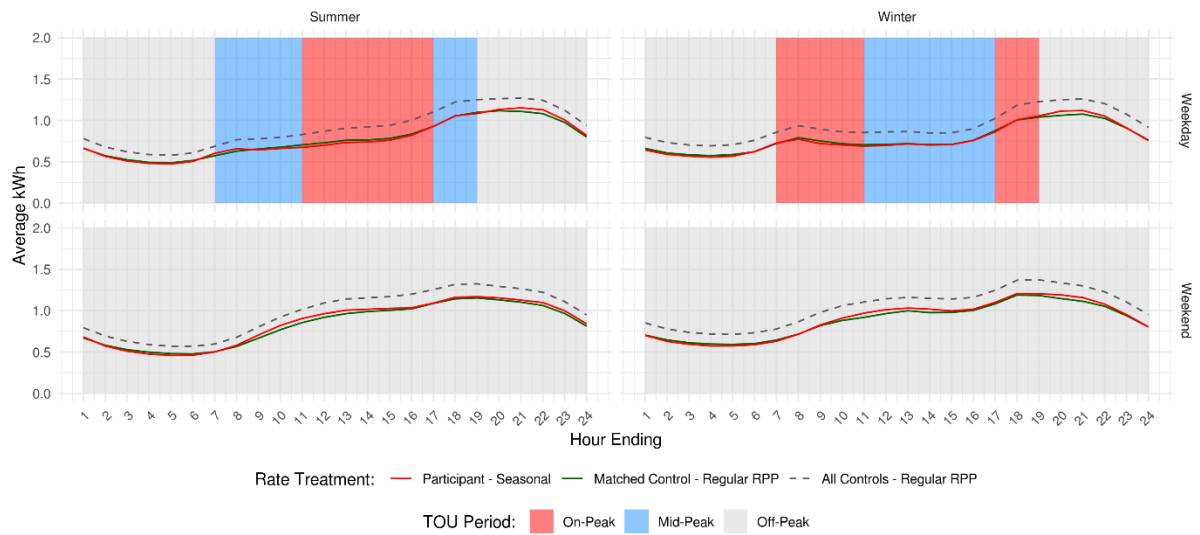 Summer
Winter
2.0
1.5
1.0
0.5
0.0
Weekday
2.0
1.5
1.0
0.5
0.0
Weekend
Average kWh
1 2 3 4 5 6 7 8 9 10 11 12 13 14 15 16 17 18 19 20 21 22 23 24
1 2 3 4 5 6 7 8 9 10 11 12 13 14 15 16 17 18 19 20 21 22 23 24
Hour Ending
Rate Treatment: Participant - Seasonal Matched Control - Regular RPP All Controls - Regular RPP
TOU Period: On-Peak Mid-Peak Off-Peak